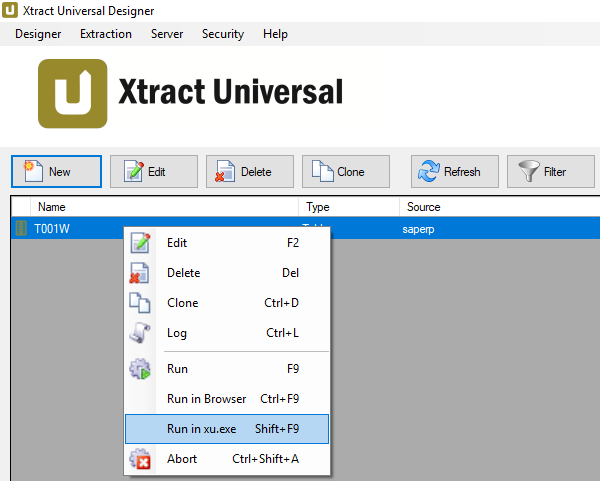 Xtract Universal Designer
Designer Extraction Server Security Help
Xtract Universal
New Edit Delete Clone Refresh Filter
Name Type Source
T001W saperp
Edit F2
Delete Del
Clone Ctrl+D
Log Ctrl+L
Run F9
Run in Browser Ctrl+F9
Run in xu.exe Shift+F9
Abort Ctrl+Shift+A